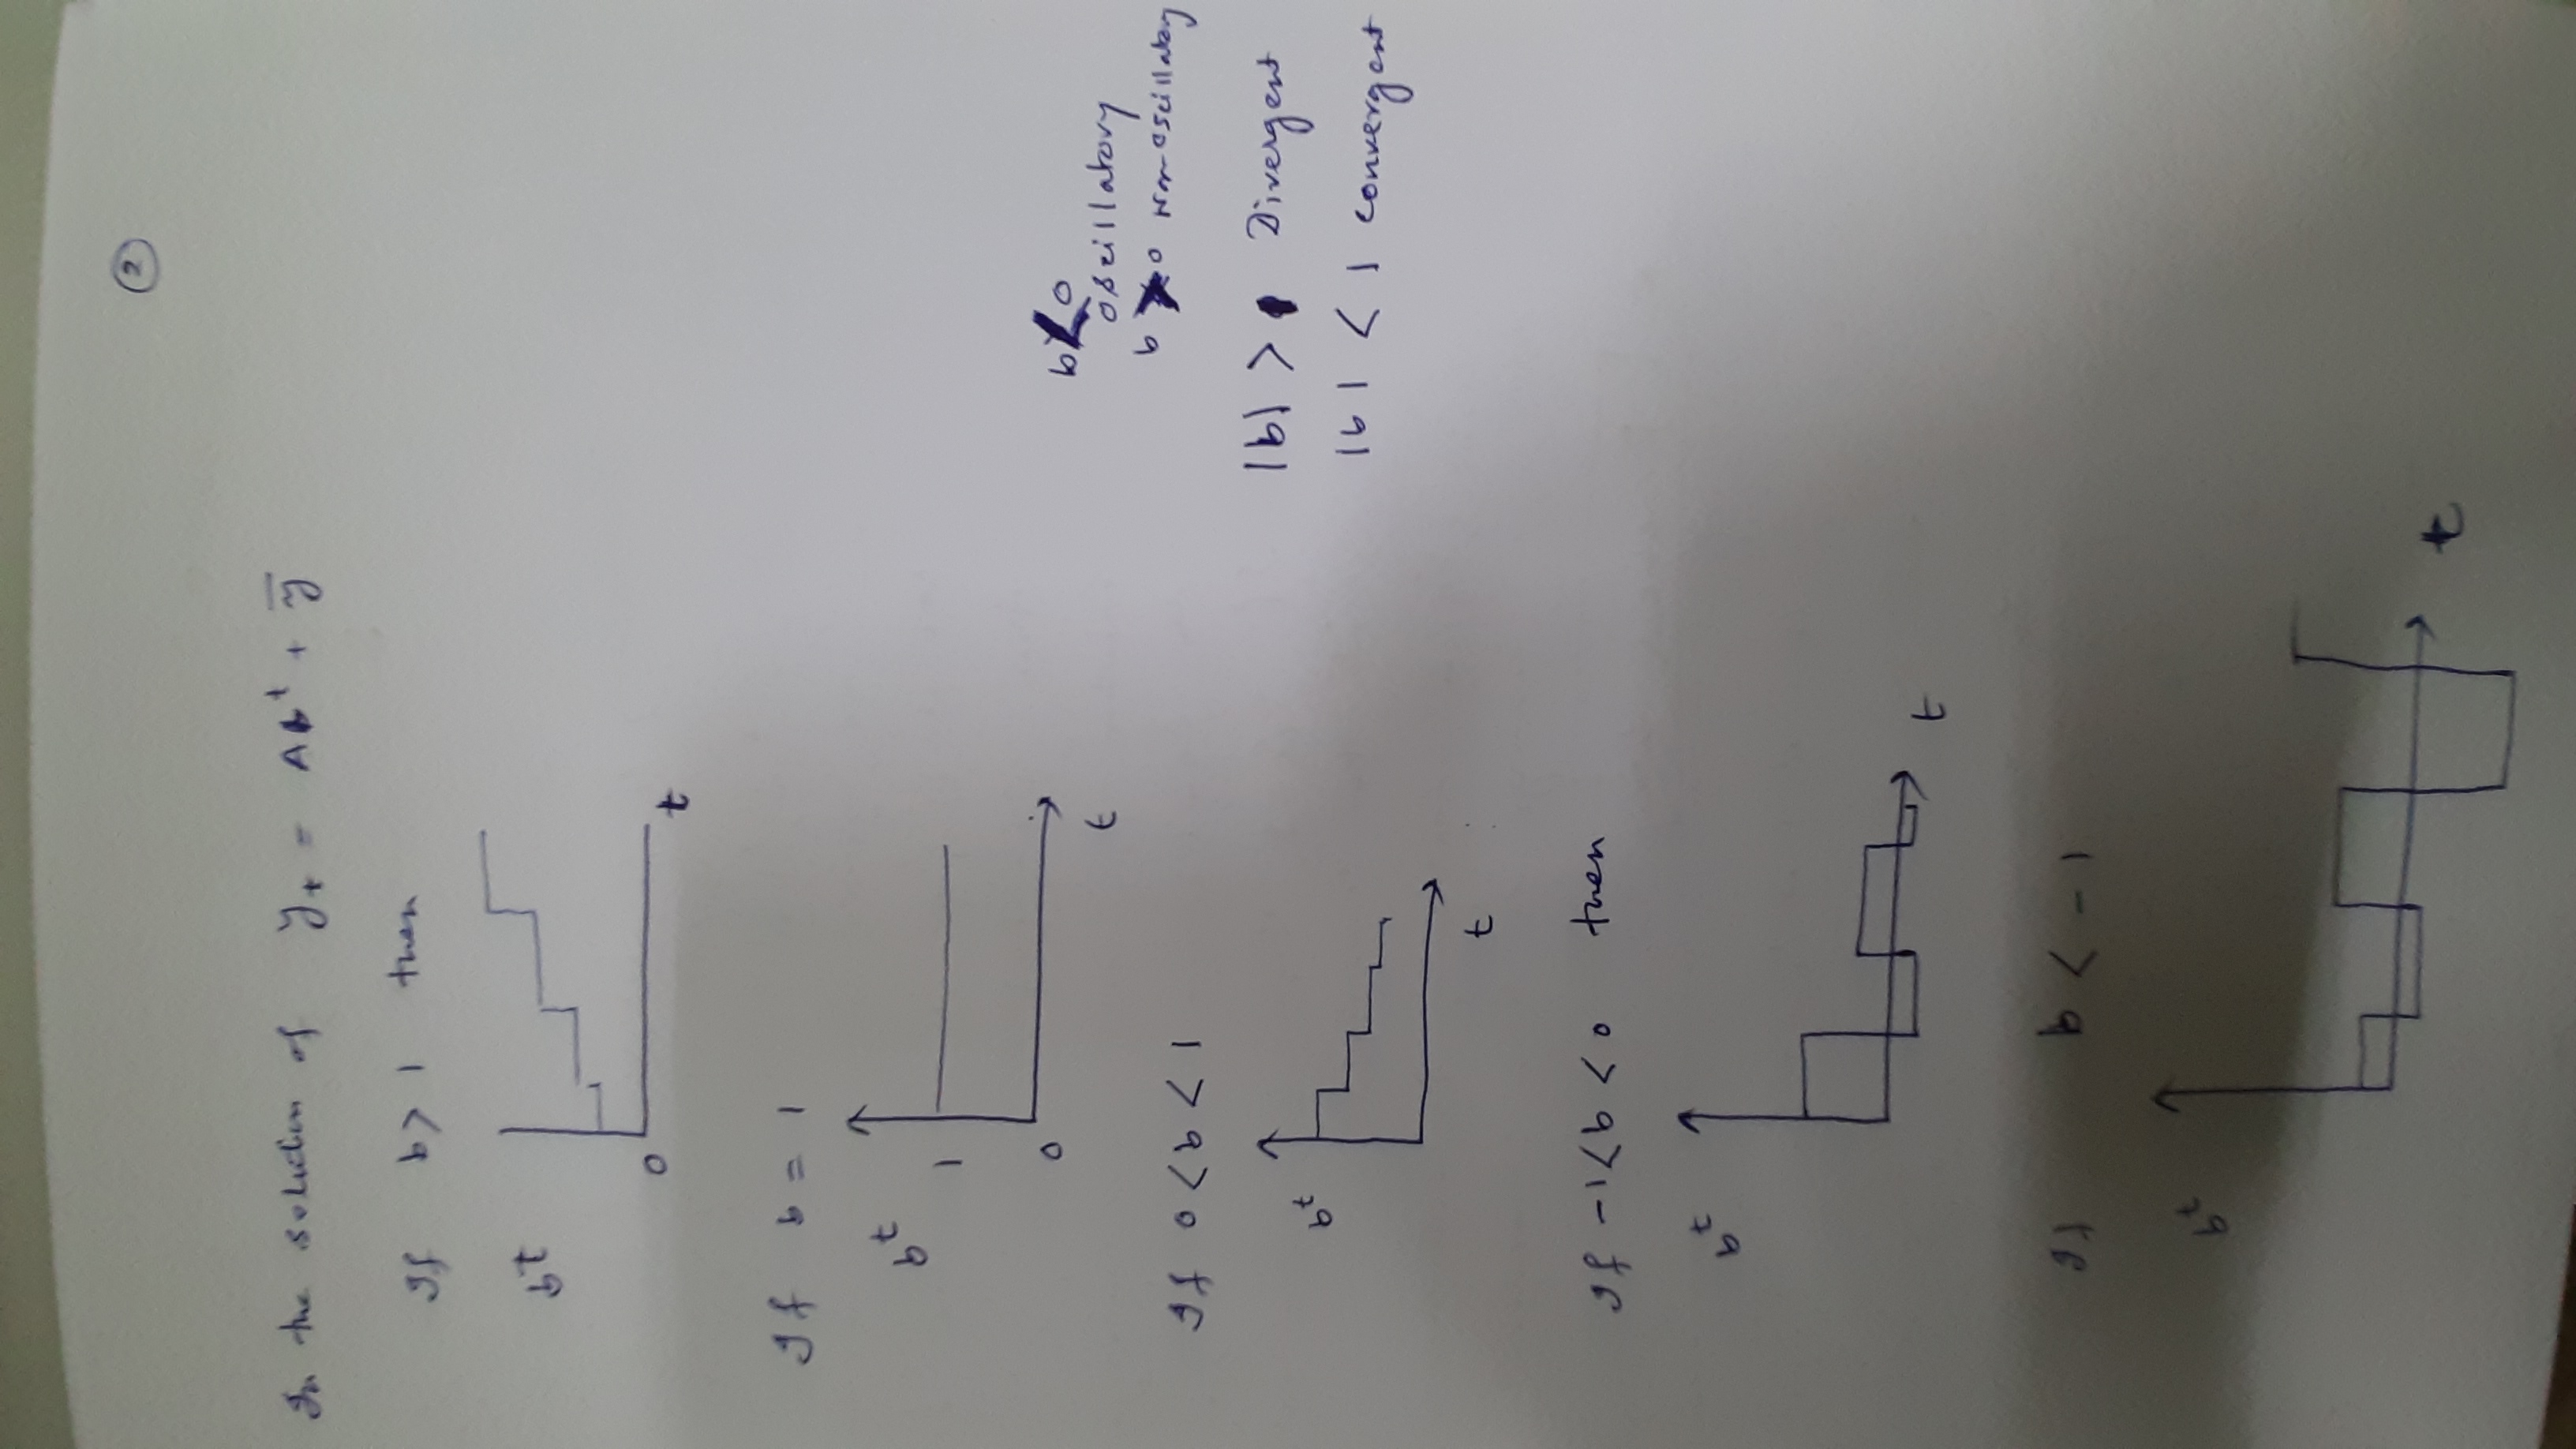 2
In the solution of y_t = Ab^t + ȳ
If b > 1 then
b^t
0
t
If b = 1
b^t
1
0
t
b < 0
oscillatory
b > 0 Non-oscillatory
If 0 < b < 1
|b| > 1 Divergent
b^t
|b| < 1 convergent
t
If -1 < b < 0 then
b^t
t
If b < -1
b^t
t